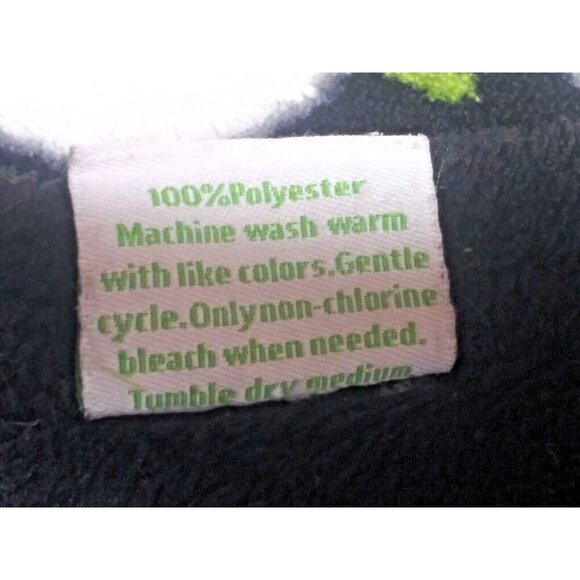 100%Polyester
Machine wash warm
with like colors.Gentle
cycle.Onlynon-chlorine
bleach when needed.
Tumble dry medium